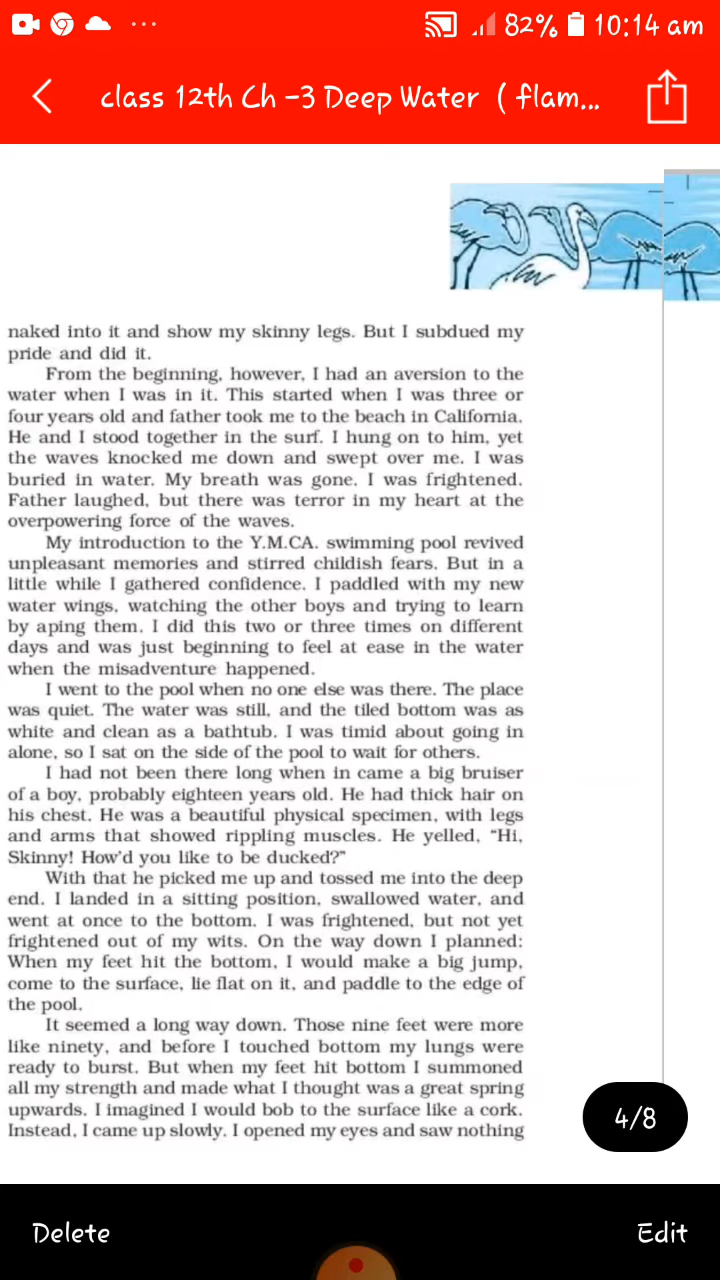 82% 10:14 am
class 12th Ch -3 Deep Water ( flam...
naked into it and show my skinny legs. But I subdued my
pride and did it.
From the beginning, however, I had an aversion to the
water when I was in it. This started when I was three or
four years old and father took me to the beach in California.
He and I stood together in the surf. I hung on to him, yet
the waves knocked me down and swept over me. I was
buried in water. My breath was gone. I was frightened.
Father laughed, but there was terror in my heart at the
overpowering force of the waves.
My introduction to the Y.M.CA. swimming pool revived
unpleasant memories and stirred childish fears. But in a
little while I gathered confidence. I paddled with my new
water wings, watching the other boys and trying to learn
by aping them. I did this two or three times on different
days and was just beginning to feel at ease in the water
when the misadventure happened.
I went to the pool when no one else was there. The place
was quiet. The water was still, and the tiled bottom was as
white and clean as a bathtub. I was timid about going in
alone, so I sat on the side of the pool to wait for others.
I had not been there long when in came a big bruiser
of a boy, probably eighteen years old. He had thick hair on
his chest. He was a beautiful physical specimen, with legs
and arms that showed rippling muscles. He yelled, “Hi,
Skinny! How’d you like to be ducked?”
With that he picked me up and tossed me into the deep
end. I landed in a sitting position, swallowed water, and
went at once to the bottom. I was frightened, but not yet
frightened out of my wits. On the way down I planned:
When my feet hit the bottom, I would make a big jump,
come to the surface, lie flat on it, and paddle to the edge of
the pool.
It seemed a long way down. Those nine feet were more
like ninety, and before I touched bottom my lungs were
ready to burst. But when my feet hit bottom I summoned
all my strength and made what I thought was a great spring
upwards. I imagined I would bob to the surface like a cork.
Instead, I came up slowly. I opened my eyes and saw nothing
4/8
Delete Edit